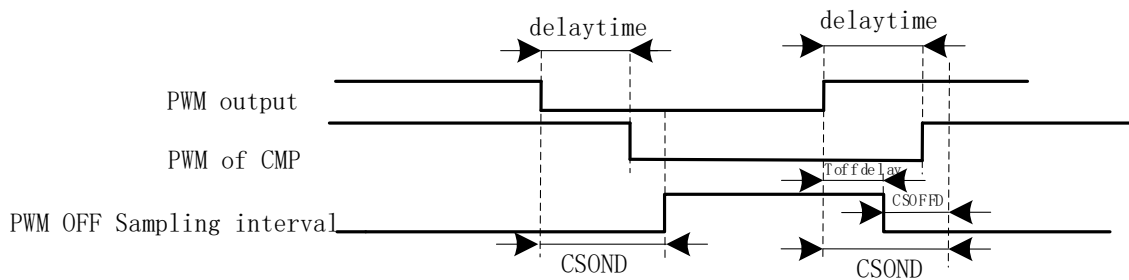 delaytime
delaytime
PWM output
PWM of CMP
Toffdelay
CSOFFD
PWM OFF Sampling interval
CSOND
CSOND